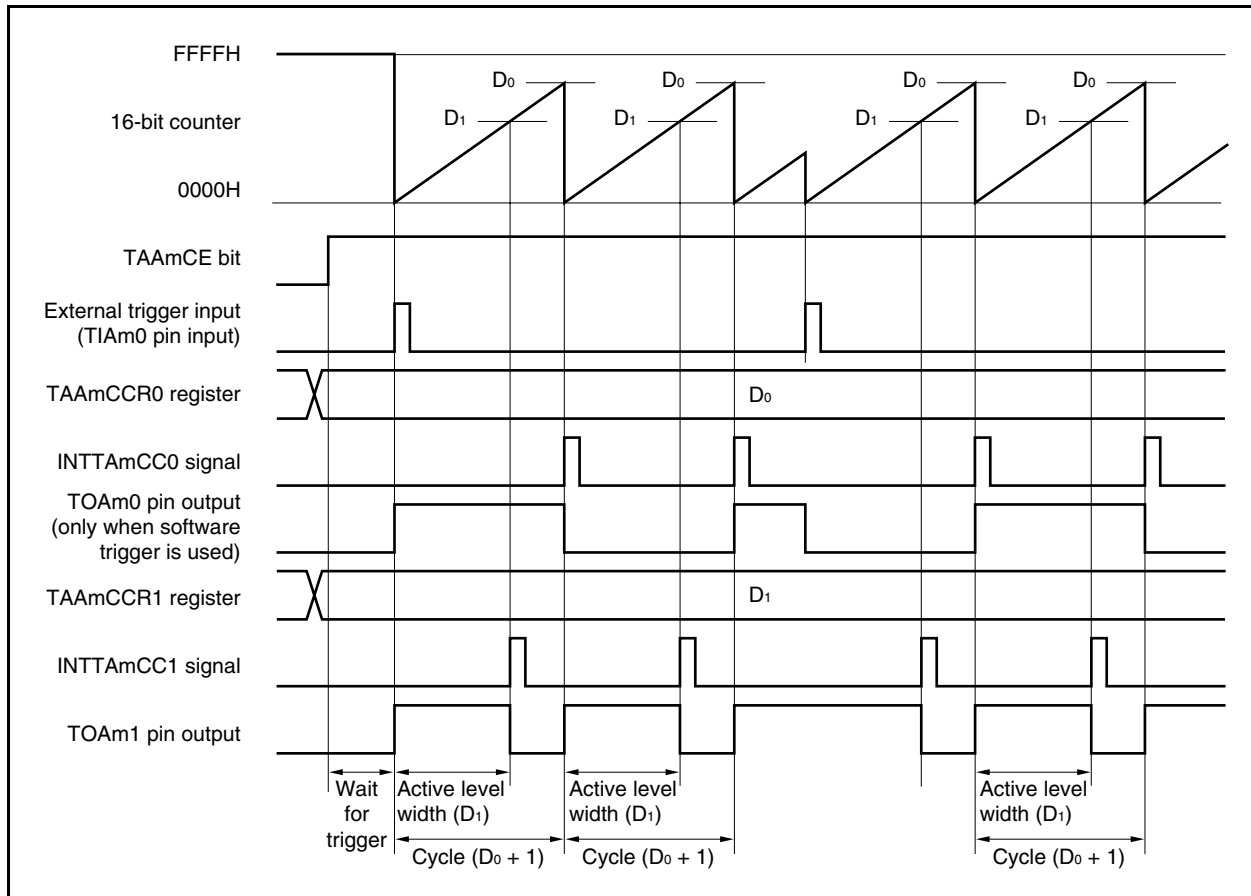 FFFFH
D0
D0
D0
D0
16-bit counter
D1
D1
D1
D1
0000H
TAAmCE bit
External trigger input
(TIAm0 pin input)
TAAmCCR0 register
D0
INTTAmCC0 signal
TOAm0 pin output
(only when software
trigger is used)
TAAmCCR1 register
D1
INTTAmCC1 signal
TOAm1 pin output
Wait
for
trigger
Active level
width (D1)
Active level
width (D1)
Active level
width (D1)
Cycle (D0 + 1)
Cycle (D0 + 1)
Cycle (D0 + 1)